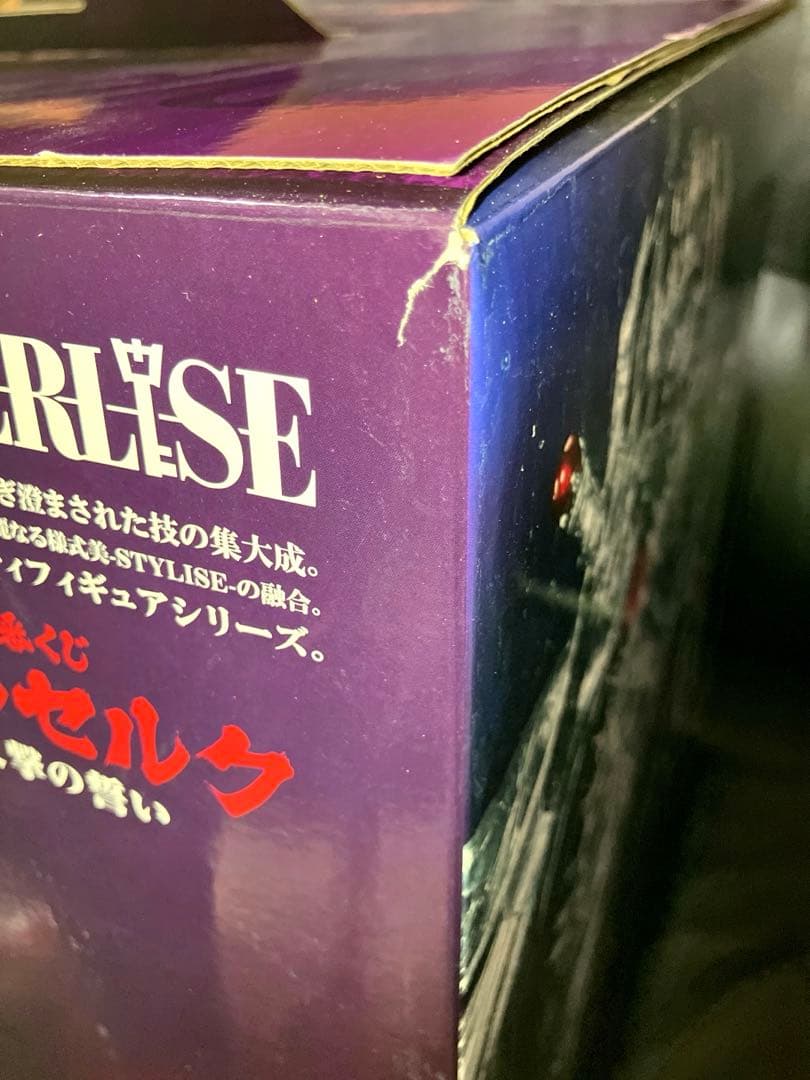 ERLISE
ぎ澄まされた技の集大成。
なる様式美-STYLISE-の融合。
ィフィギュアシリーズ。
くじ
セルク
撃の誓い